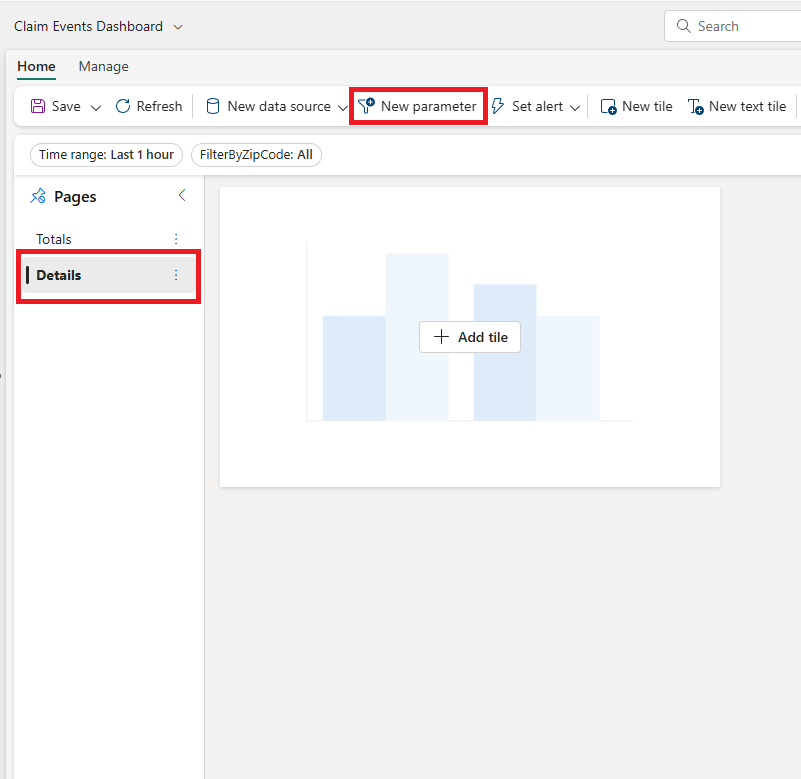 Claim Events Dashboard
Search
Home Manage
Save Refresh New data source New parameter Set alert New tile New text tile
Time range: Last 1 hour FilterByZipCode: All
Pages
Totals
Details
Add tile